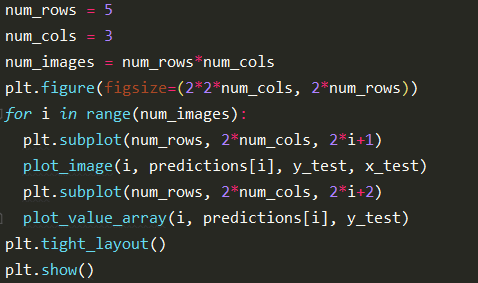 num_rows = 5
num_cols = 3
num_images = num_rows*num_cols
plt.figure(figsize=(2*2*num_cols, 2*num_rows))
for i in range(num_images):
  plt.subplot(num_rows, 2*num_cols, 2*i+1)
  plot_image(i, predictions[i], y_test, x_test)
  plt.subplot(num_rows, 2*num_cols, 2*i+2)
  plot_value_array(i, predictions[i], y_test)
plt.tight_layout()
plt.show()